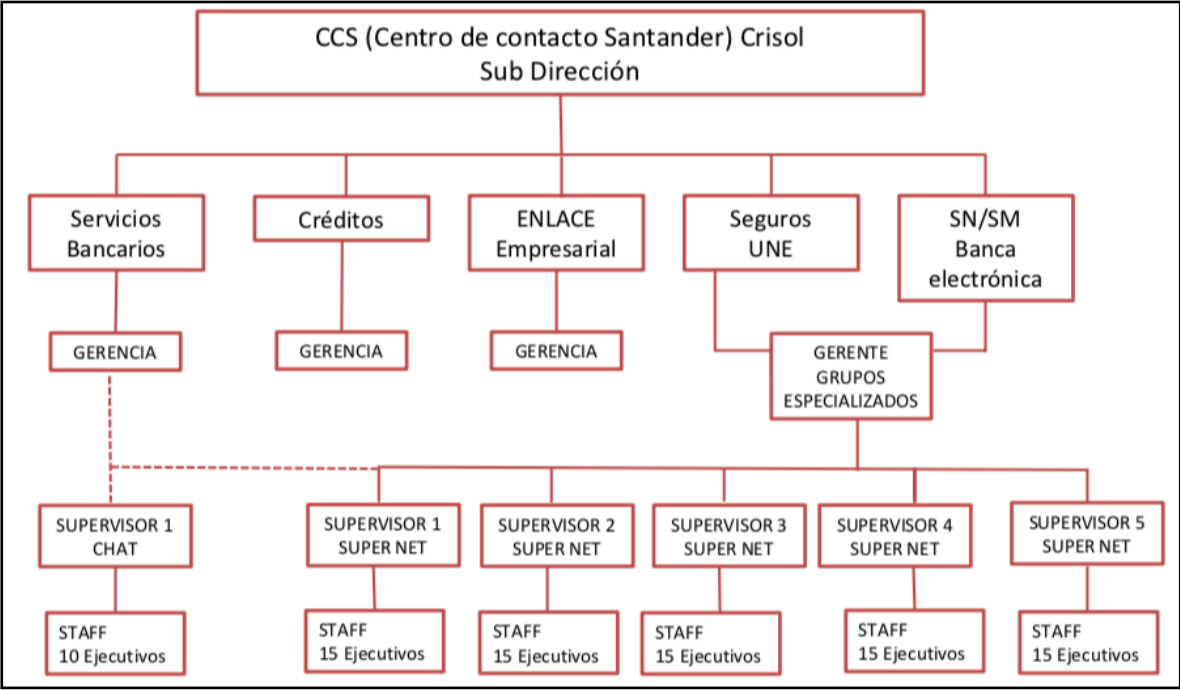 CCS (Centro de contacto Santander) Crisol
Sub Dirección
Servicios
Bancarios
Créditos
ENLACE
Empresarial
Seguros
UNE
SN/SM
Banca
electrónica
GERENCIA
GERENCIA
GERENCIA
GERENTE
GRUPOS
ESPECIALIZADOS
SUPERVISOR 1
CHAT
SUPERVISOR 1
SUPER NET
SUPERVISOR 2
SUPER NET
SUPERVISOR 3
SUPER NET
SUPERVISOR 4
SUPER NET
SUPERVISOR 5
SUPER NET
STAFF
10 Ejecutivos
STAFF
15 Ejecutivos
STAFF
15 Ejecutivos
STAFF
15 Ejecutivos
STAFF
15 Ejecutivos
STAFF
15 Ejecutivos